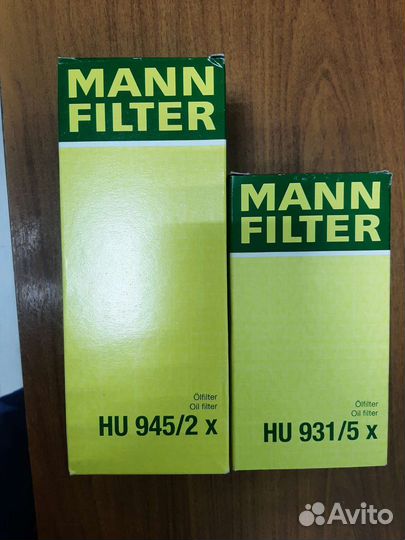 MANN
FILTER
Ölfilter
Oil filter
HU 945/2 x
MANN
FILTER
Ölfilter
Oil filter
HU 931/5 x
Avito